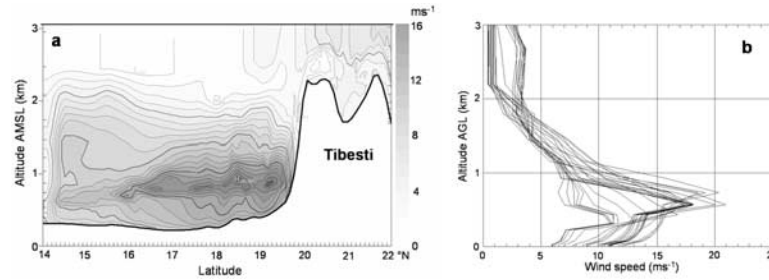 ms-1
3
a
16
2
12
Altitude AMSL (km)
8
Tibesti
1
4
0
0
14 15 16 17 18 19 20 21 22 °N
Latitude
3
b
2
Altitude AGL (km)
1
0
0 5 10 15 20
Wind speed (ms-1)